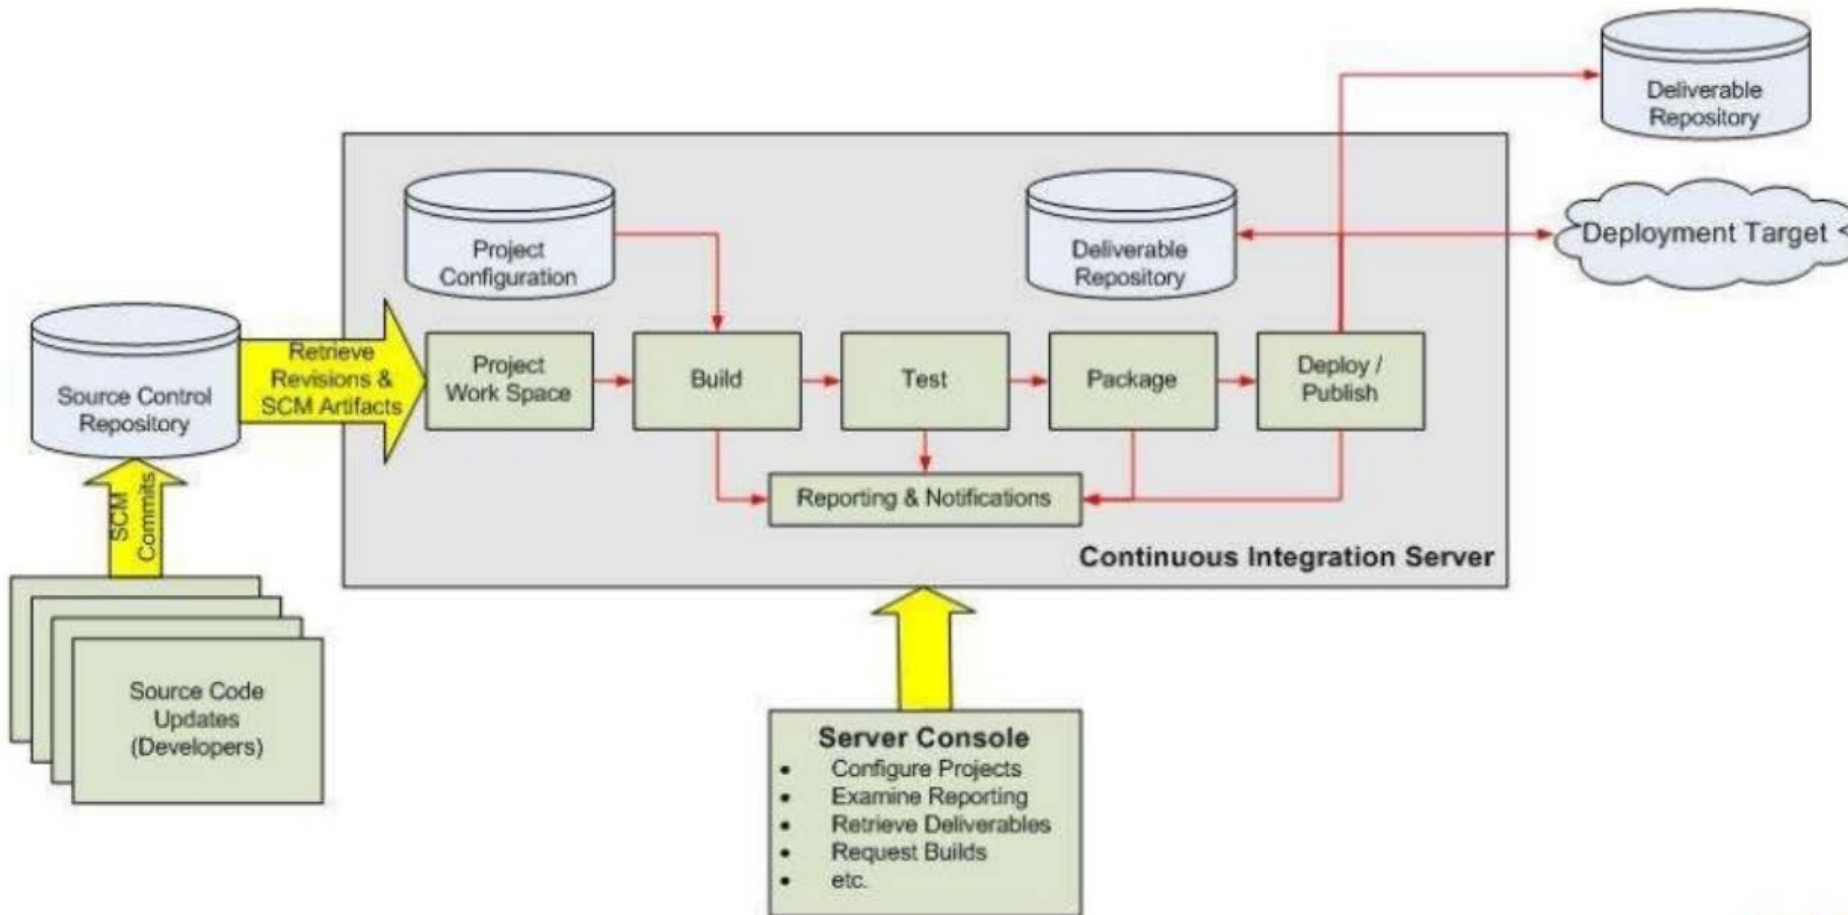 Deliverable
Repository
Deployment Target
Project
Configuration
Deliverable
Repository
Source Control
Repository
Retrieve
Revisions &
SCM Artifacts
Project
Work Space
Build
Test
Package
Deploy /
Publish
Reporting & Notifications
Continuous Integration Server
SCM
Commits
Source Code
Updates
(Developers)
Server Console
• Configure Projects
• Examine Reporting
• Retrieve Deliverables
• Request Builds
• etc.